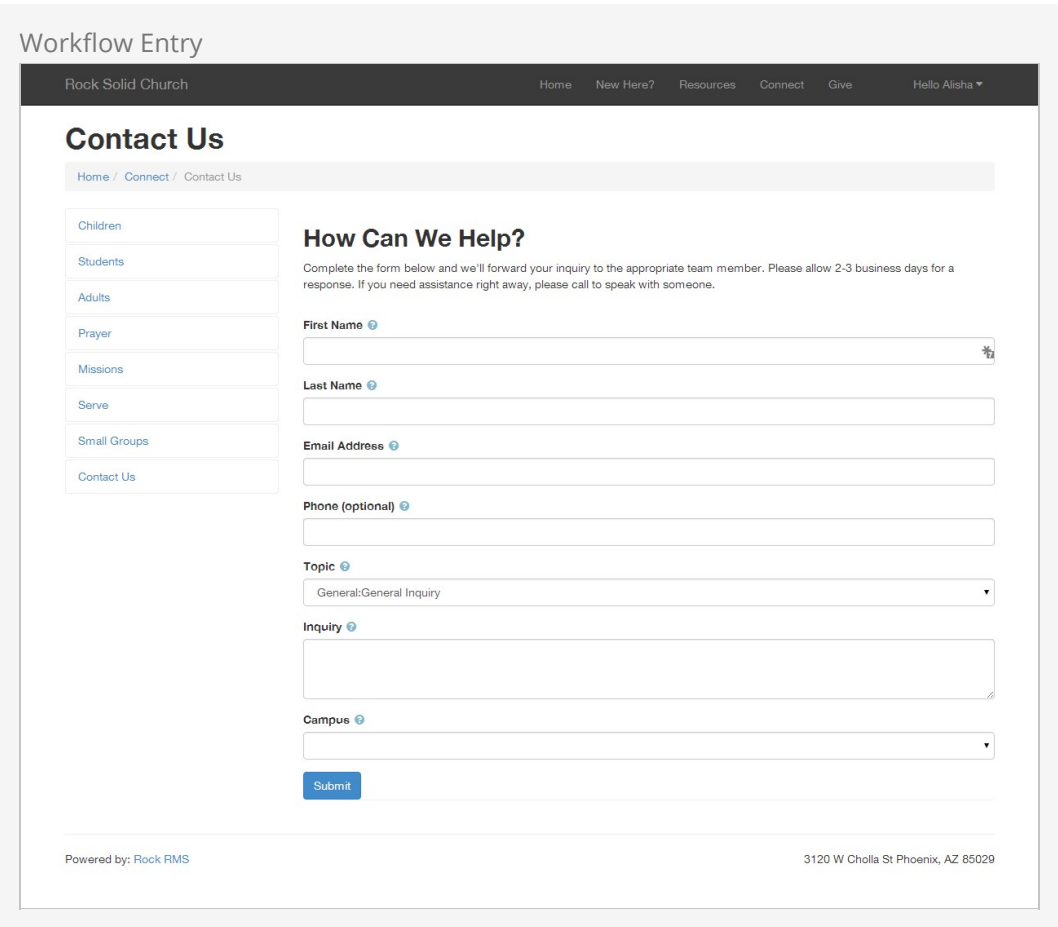 Workflow Entry
Rock Solid Church
Home New Here? Resources Connect Give Hello Alisha
Contact Us
Home / Connect / Contact Us
Children
Students
Adults
Prayer
Missions
Serve
Small Groups
Contact Us
How Can We Help?
Complete the form below and we'll forward your inquiry to the appropriate team member. Please allow 2-3 business days for a
response. If you need assistance right away, please call to speak with someone.
First Name ?
Last Name ?
Email Address ?
Phone (optional) ?
Topic ?
General:General Inquiry
Inquiry ?
Campus ?
Submit
Powered by: Rock RMS
3120 W Cholla St Phoenix, AZ 85029